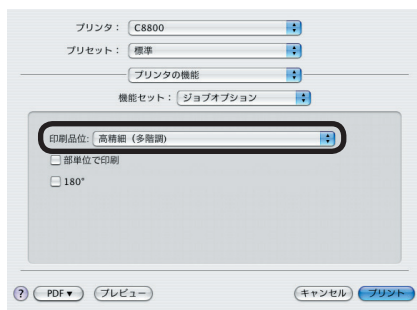 プリンタ： C8800
プリセット： 標準
プリンタの機能
機能セット： ジョブオプション
印刷品位: 高精細（多階調)
部単位で印刷
180°
? PDF▼ プレビュー キャンセル プリント